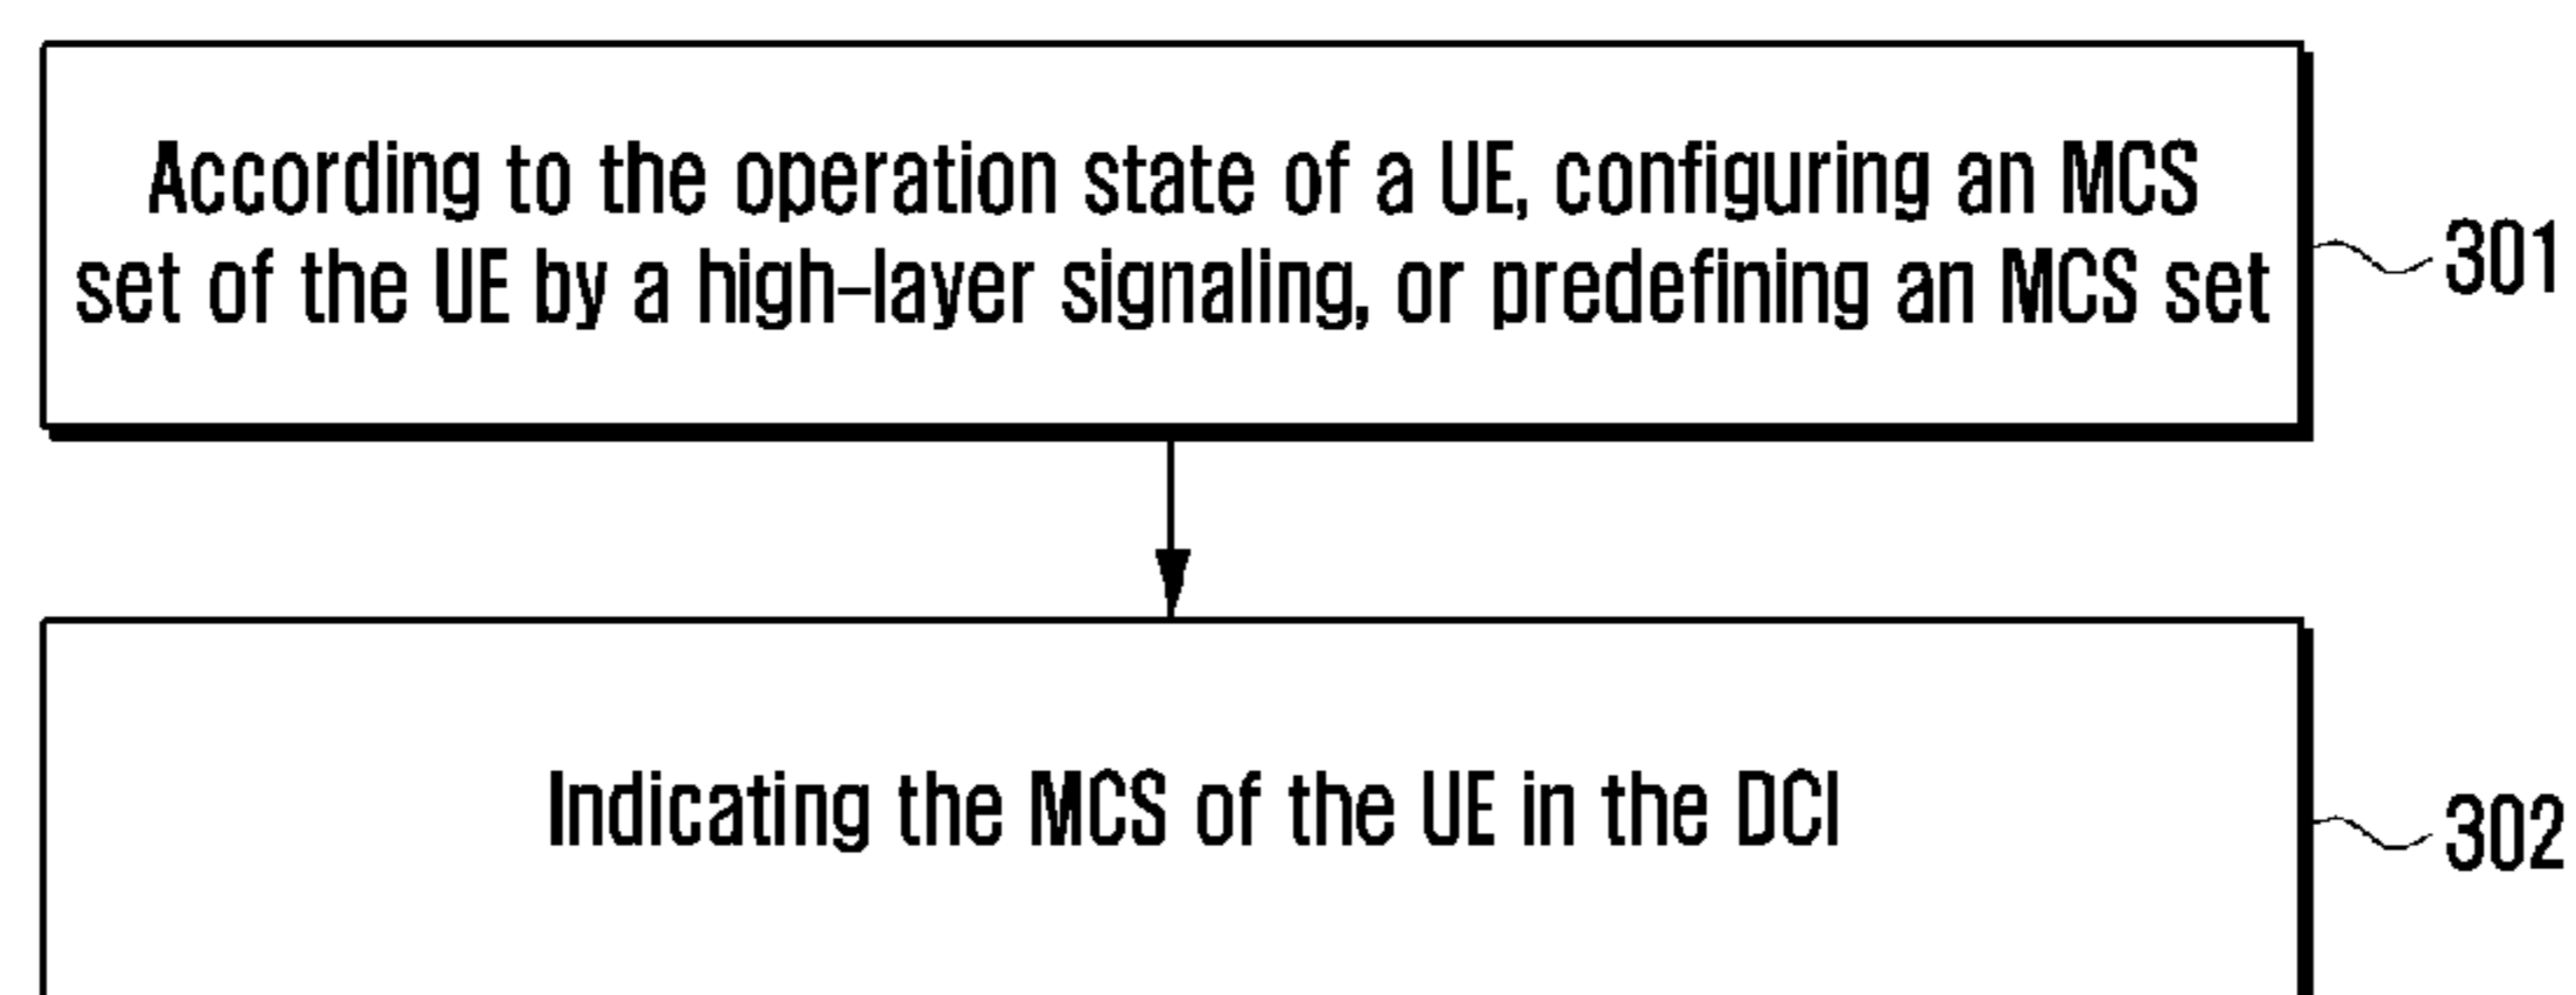 According to the operation state of a UE, configuring an MCS
set of the UE by a high-layer signaling, or predefining an MCS set
301
Indicating the MCS of the UE in the DCI
302